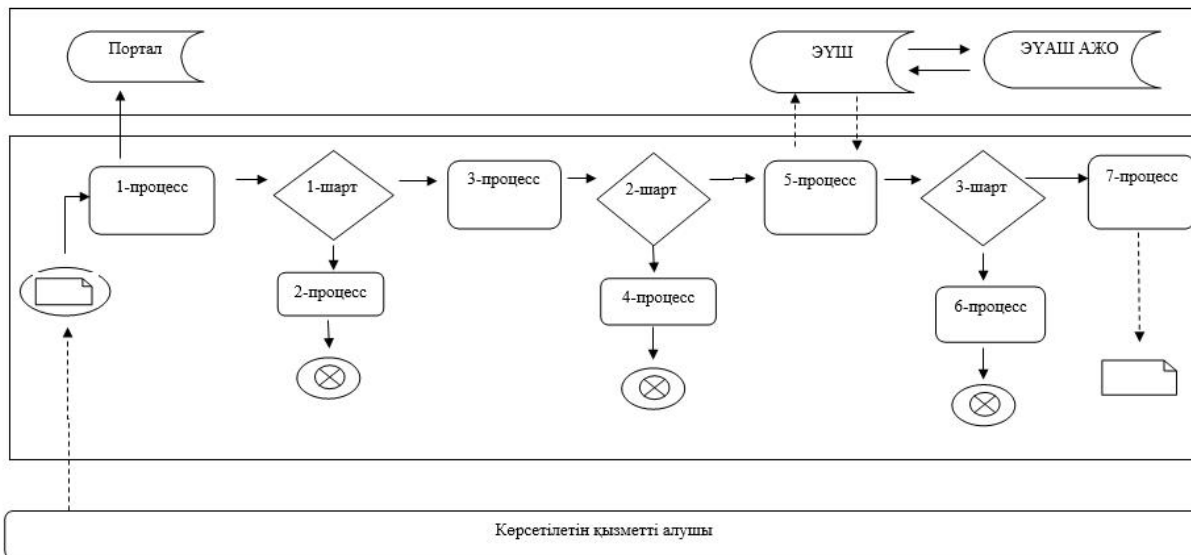 Портал
ЭҮШ
ЭҮАШ АЖО
1-процесс
1-шарт
3-процесс
2-шарт
5-процесс
3-шарт
7-процесс
2-процесс
4-процесс
6-процесс
Көрсетілетін қызметті алушы